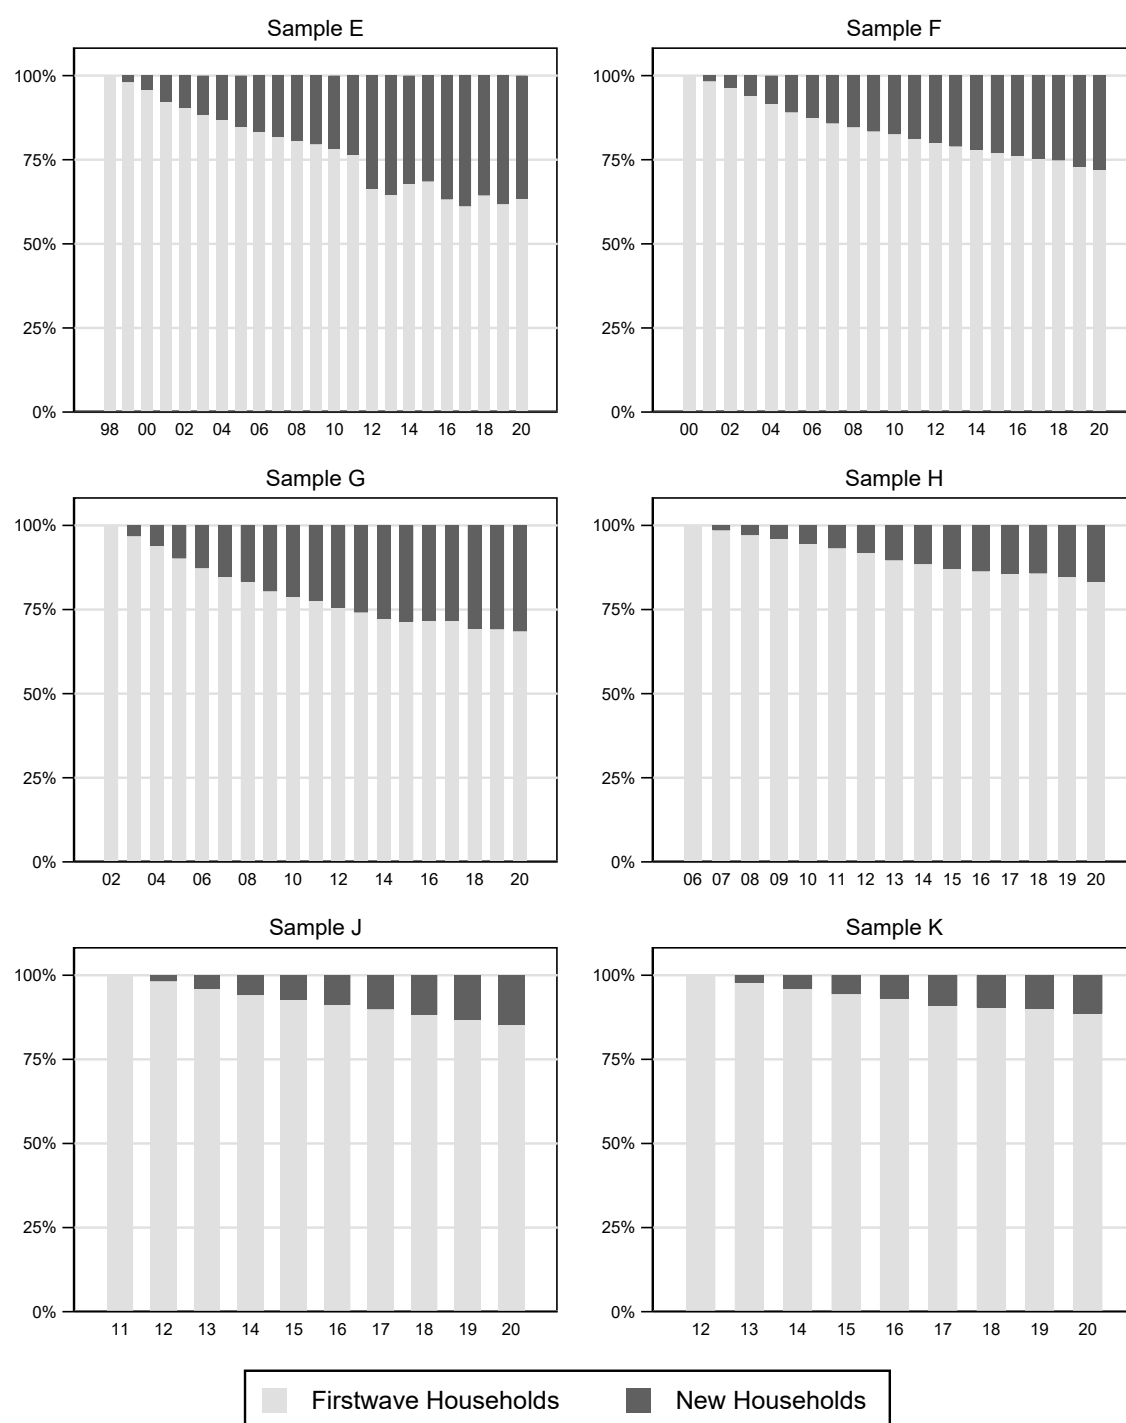 Sample E
100%
75%
50%
25%
0%
98 00 02 04 06 08 10 12 14 16 18 20
Sample F
100%
75%
50%
25%
0%
00 02 04 06 08 10 12 14 16 18 20
Sample G
100%
75%
50%
25%
0%
02 04 06 08 10 12 14 16 18 20
Sample H
100%
75%
50%
25%
0%
06 07 08 09 10 11 12 13 14 15 16 17 18 19 20
Sample J
100%
75%
50%
25%
0%
11 12 13 14 15 16 17 18 19 20
Sample K
100%
75%
50%
25%
0%
12 13 14 15 16 17 18 19 20
Firstwave Households New Households